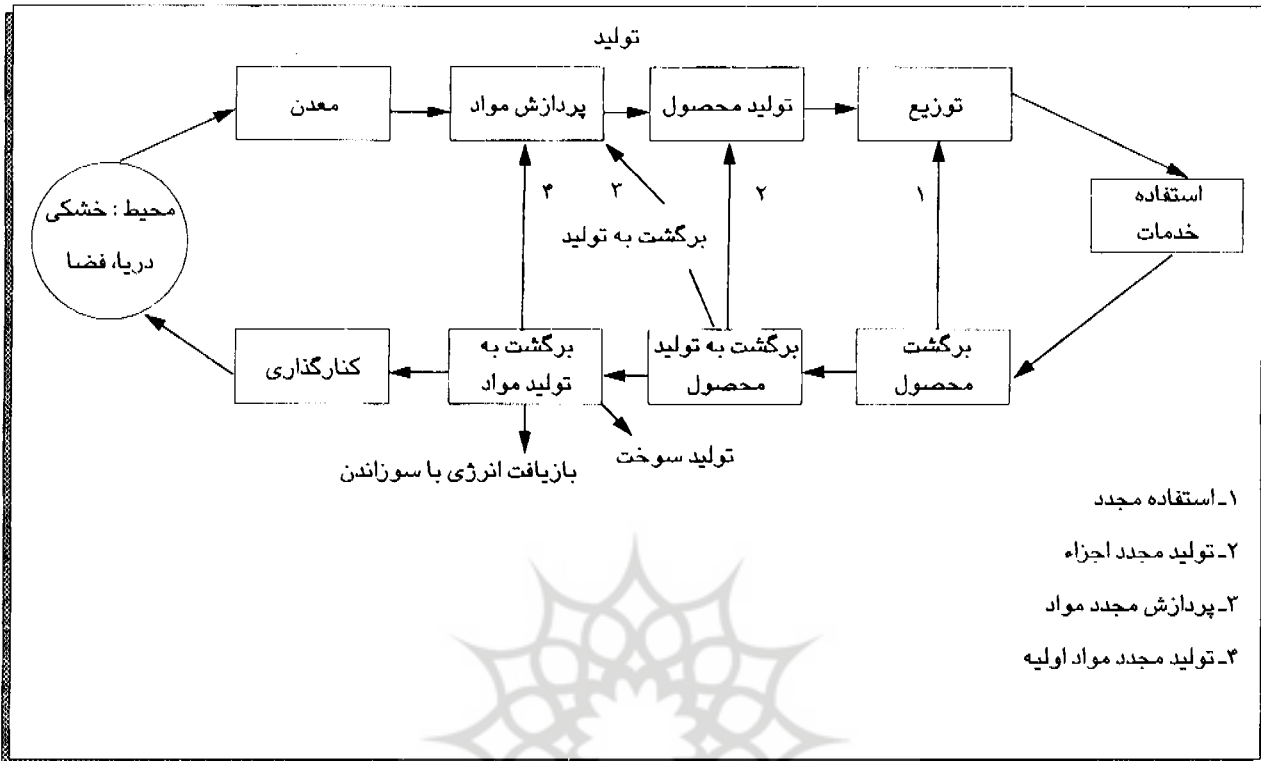 تولید
معدن
پردازش مواد
تولید محصول
توزیع
۴
۳
۲
۱
استفاده
خدمات
محیط : خشکی
دریا، فضا
برگشت به تولید
کنارگذاری
برگشت به
تولید مواد
برگشت به تولید
محصول
برگشت
محصول
تولید سوخت
بازیافت انرژی با سوزاندن
۱ـ استفاده مجدد
۲ـ تولید مجدد اجزاء
۳ـ پردازش مجدد مواد
۴ـ تولید مجدد مواد اولیه